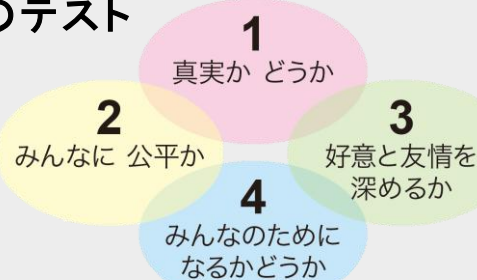 のテスト
1
真実か どうか
2
みんなに 公平か
3
好意と友情を
深めるか
4
みんなのために
なるかどうか